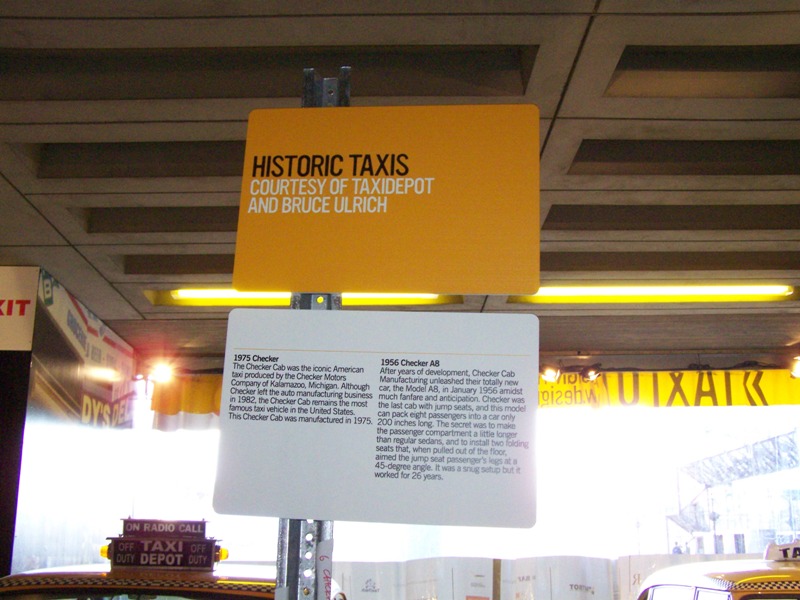 HISTORIC TAXIS
COURTESY OF TAXIDEPOT
AND BRUCE ULRICH
1975 Checker
The Checker Cab was the iconic American
taxi produced by the Checker Motors
Company of Kalamazoo, Michigan. Although
Checker left the auto manufacturing business
in 1982, the Checker Cab remains the most
famous taxi vehicle in the United States.
This Checker Cab was manufactured in 1975.
1956 Checker A8
After years of development, Checker Cab
Manufacturing unleashed their totally new
car, the Model A8, in January 1956 amidst
much fanfare and anticipation. Checker was
the last cab with jump seats, and this model
can pack eight passengers into a car only
200 inches long. The secret was to make
the passenger compartment a little longer
than regular sedans, and to install two folding
seats that, when pulled out of the floor,
aimed the jump seat passenger's legs at a
45-degree angle. It was a snug setup but it
worked for 26 years.
XIT
DY'S DEL
TAXI
ON RADIO CALL
OFF DUTY
TAXI DEPOT
OFF DUTY
TA